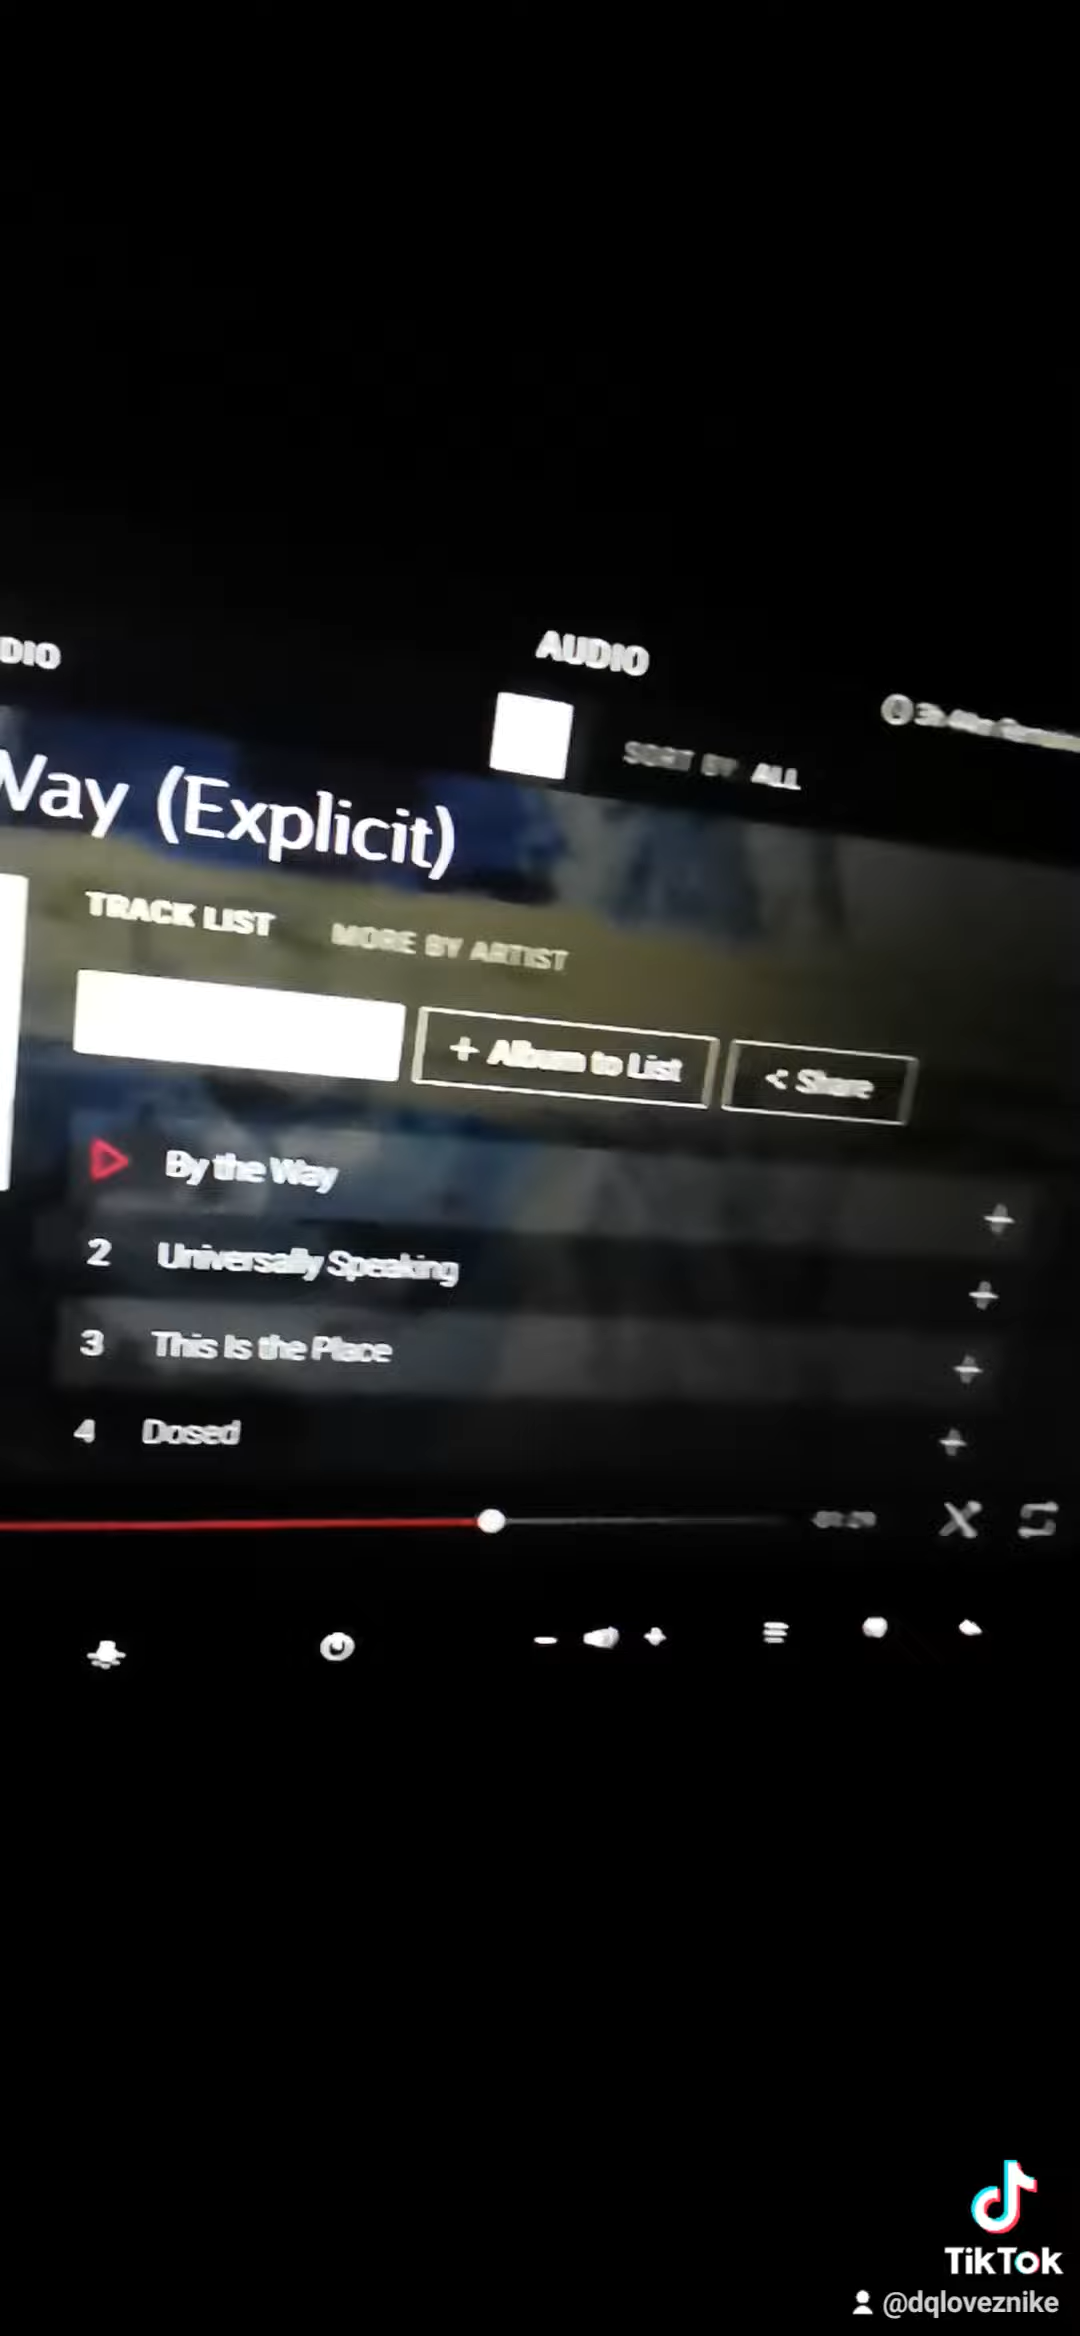 DIO
AUDIO
SORT BY ALL
Way (Explicit)
TRACK LIST
MORE BY ARTIST
+ Album to List
< Share
By the Way
2 Universally Speaking
3 This Is the Place
4 Dosed
TikTok
@dqloveznike